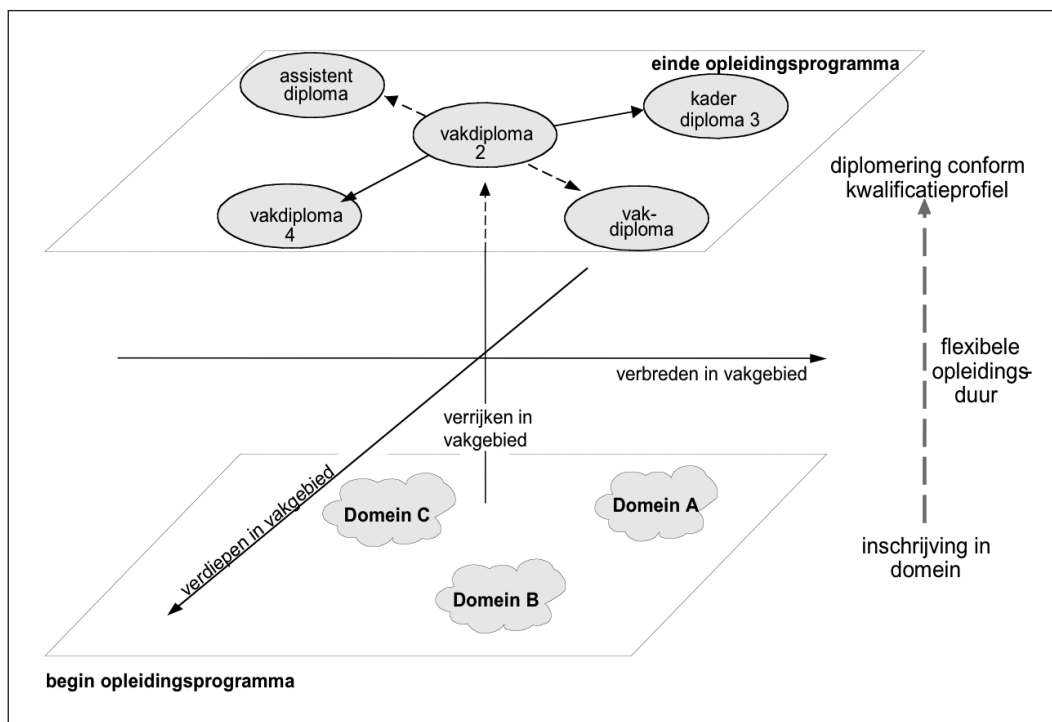 einde opleidingsprogramma
assistent
diploma
kader
diploma 3
vakdiploma
2
vakdiploma
4
vak-
diploma
diplomering conform
kwalificatieprofiel
verbreden in vakgebied
flexibele
opleidings-
duur
verrijken in
vakgebied
verdiepen in vakgebied
Domein C
Domein A
Domein B
inschrijving in
domein
begin opleidingsprogramma